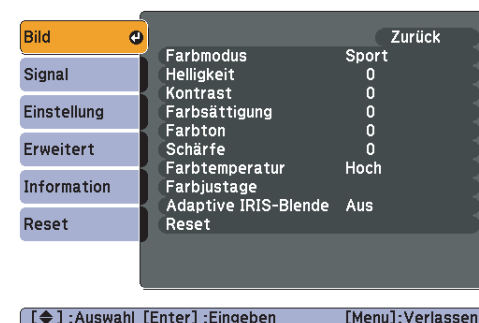 Bild
Signal
Einstellung
Erweitert
Information
Reset
Zurück
Farbmodus Sport
Helligkeit 0
Kontrast 0
Farbsättigung 0
Farbton 0
Schärfe 0
Farbtemperatur Hoch
Farbjustage
Adaptive IRIS-Blende Aus
Reset
[◆] :Auswahl [Enter] :Eingeben [Menu]:Verlassen